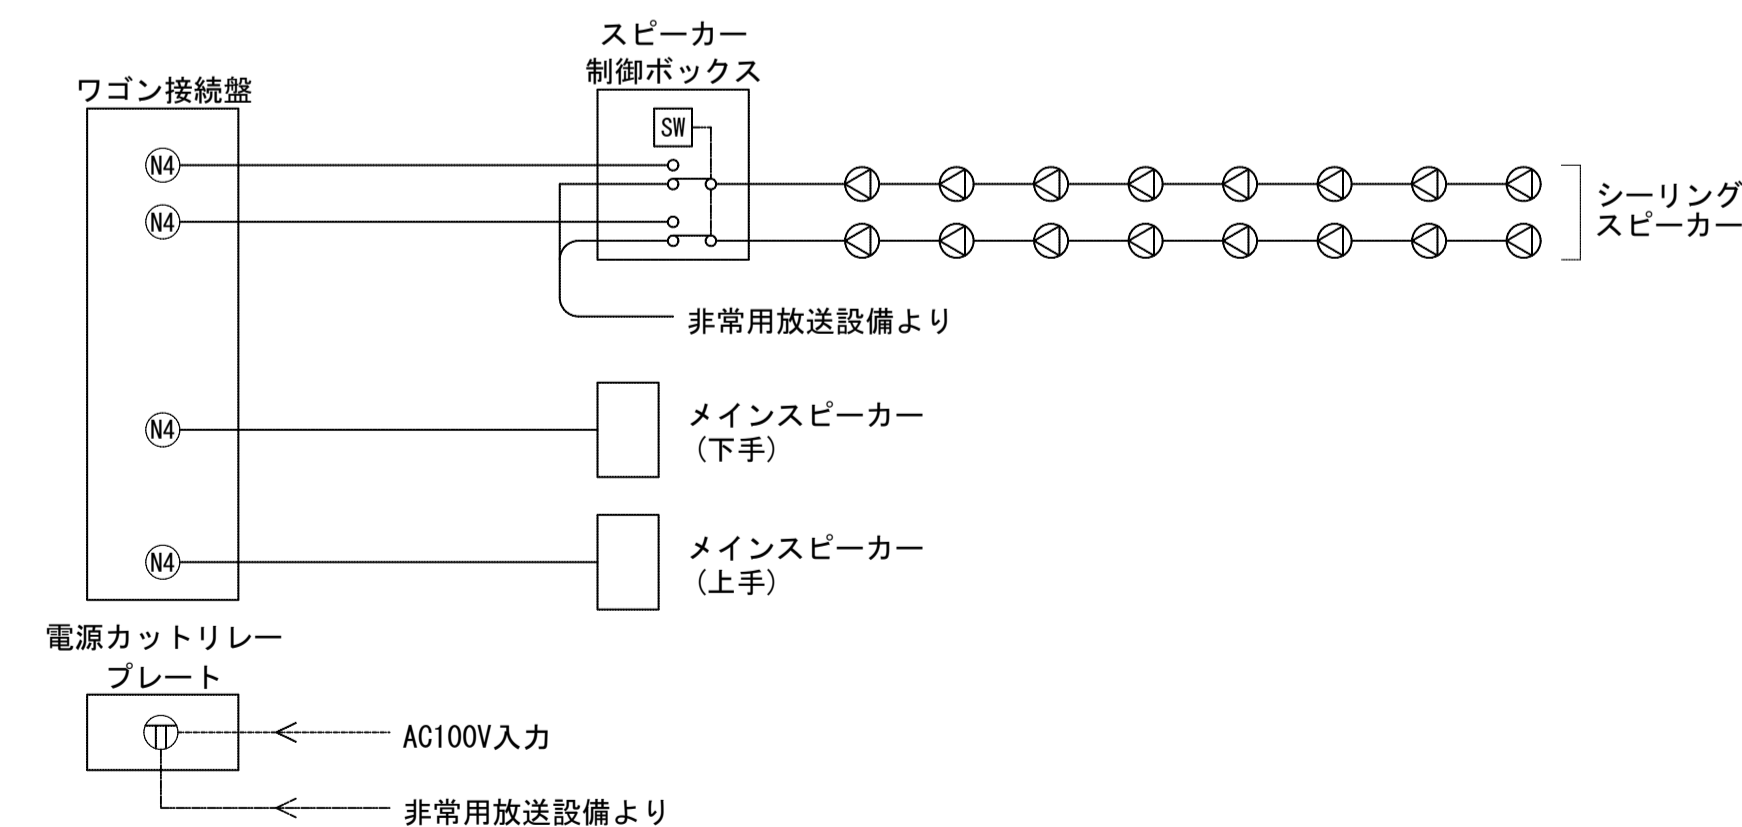 スピーカー
制御ボックス
ワゴン接続盤
SW
N4
N4
シーリング
スピーカー
非常用放送設備より
N4
メインスピーカー
(下手)
N4
メインスピーカー
(上手)
電源カットリレー
プレート
AC100V入力
非常用放送設備より